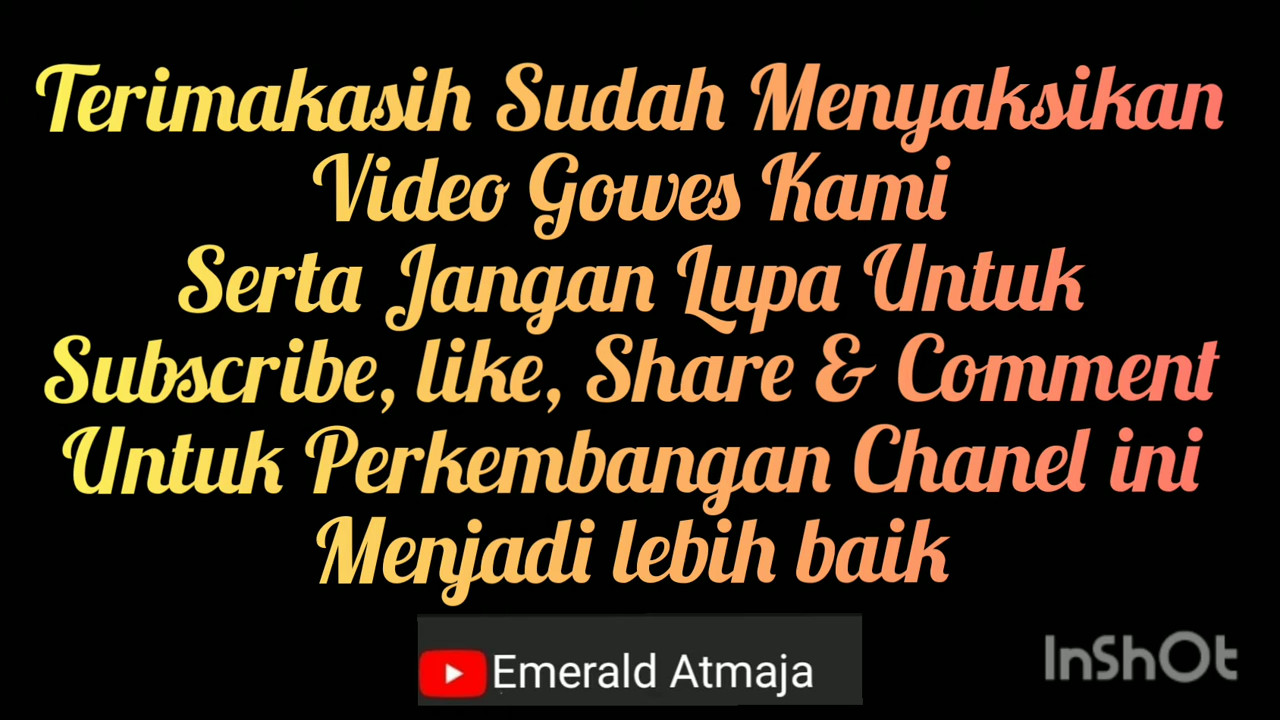 Terimakasih Sudah Menyaksikan
Video Gowes Kami
Serta Jangan Lupa Untuk
Subscribe, like, Share & Comment
Untuk Perkembangan Chanel ini
Menjadi lebih baik
Emerald Atmaja
InShOt